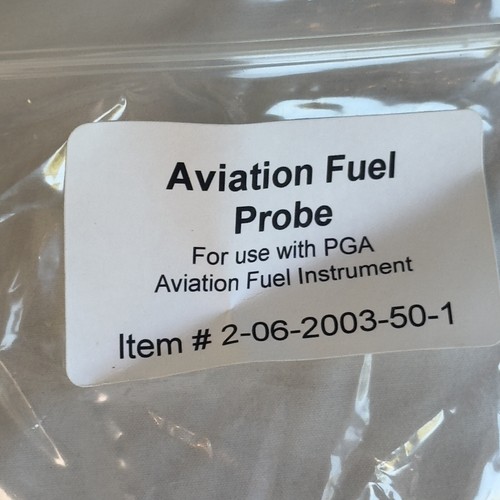 Aviation Fuel
Probe
For use with PGA
Aviation Fuel Instrument
Item # 2-06-2003-50-1